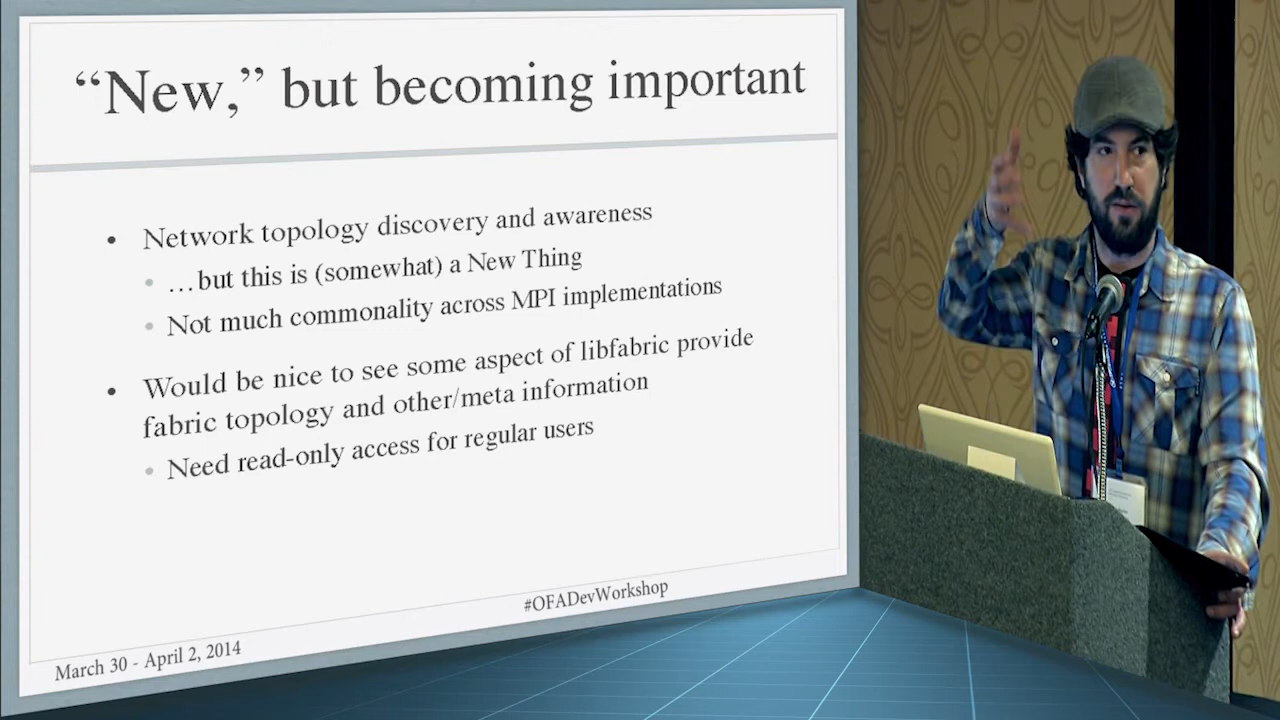 “New,” but becoming important
• Network topology discovery and awareness
• …but this is (somewhat) a New Thing
• Not much commonality across MPI implementations
• Would be nice to see some aspect of libfabric provide
fabric topology and other/meta information
• Need read-only access for regular users
#OFADevWorkshop
March 30 - April 2, 2014